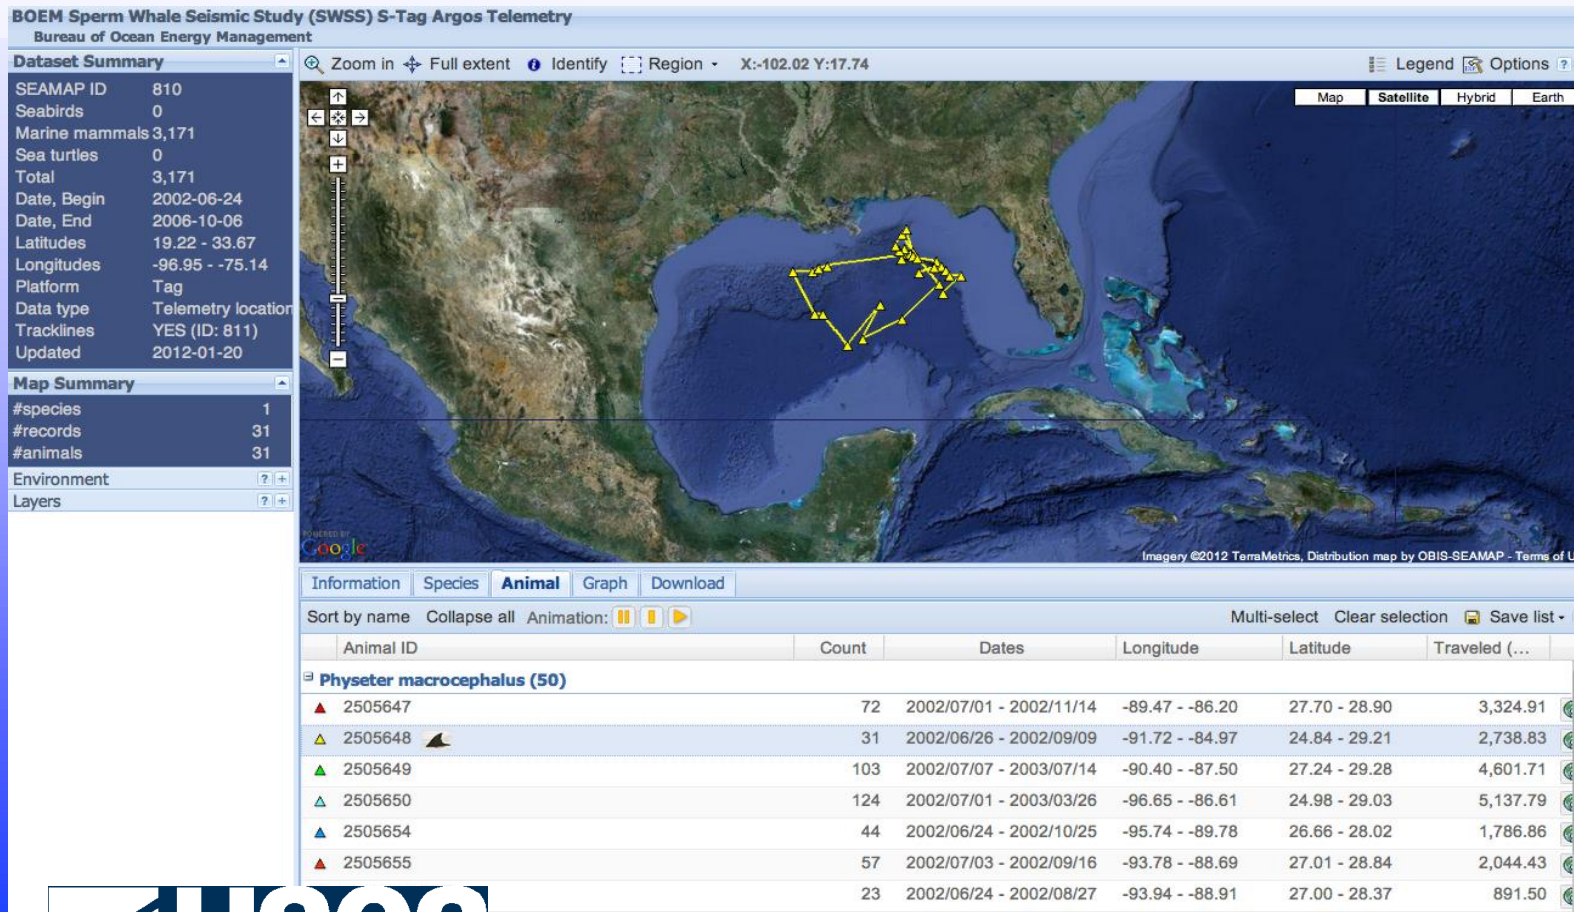 BOEM Sperm Whale Seismic Study (SWSS) S-Tag Argos Telemetry
Bureau of Ocean Energy Management
Dataset Summary
SEAMAP ID 810
Seabirds 0
Marine mammals 3,171
Sea turtles 0
Total 3,171
Date, Begin 2002-06-24
Date, End 2006-10-06
Latitudes 19.22 - 33.67
Longitudes -96.95 - -75.14
Platform Tag
Data type Telemetry location
Tracklines YES (ID: 811)
Updated 2012-01-20
Map Summary
#species 1
#records 31
#animals 31
Environment ? +
Layers ? +
Zoom in Full extent Identify Region X:-102.02 Y:17.74 Legend Options ?
Map Satellite Hybrid Earth
POWERED BY
Google
Imagery ©2012 TerraMetrics, Distribution map by OBIS-SEAMAP - Terms of U
Information Species Animal Graph Download
Sort by name Collapse all Animation: Multi-select Clear selection Save list
Animal ID Count Dates Longitude Latitude Traveled (...
Physeter macrocephalus (50)
2505647 72 2002/07/01 - 2002/11/14 -89.47 - -86.20 27.70 - 28.90 3,324.91
2505648 31 2002/06/26 - 2002/09/09 -91.72 - -84.97 24.84 - 29.21 2,738.83
2505649 103 2002/07/07 - 2003/07/14 -90.40 - -87.50 27.24 - 29.28 4,601.71
2505650 124 2002/07/01 - 2003/03/26 -96.65 - -86.61 24.98 - 29.03 5,137.79
2505654 44 2002/06/24 - 2002/10/25 -95.74 - -89.78 26.66 - 28.02 1,786.86
2505655 57 2002/07/03 - 2002/09/16 -93.78 - -88.69 27.01 - 28.84 2,044.43
23 2002/06/24 - 2002/08/27 -93.94 - -88.91 27.00 - 28.37 891.50